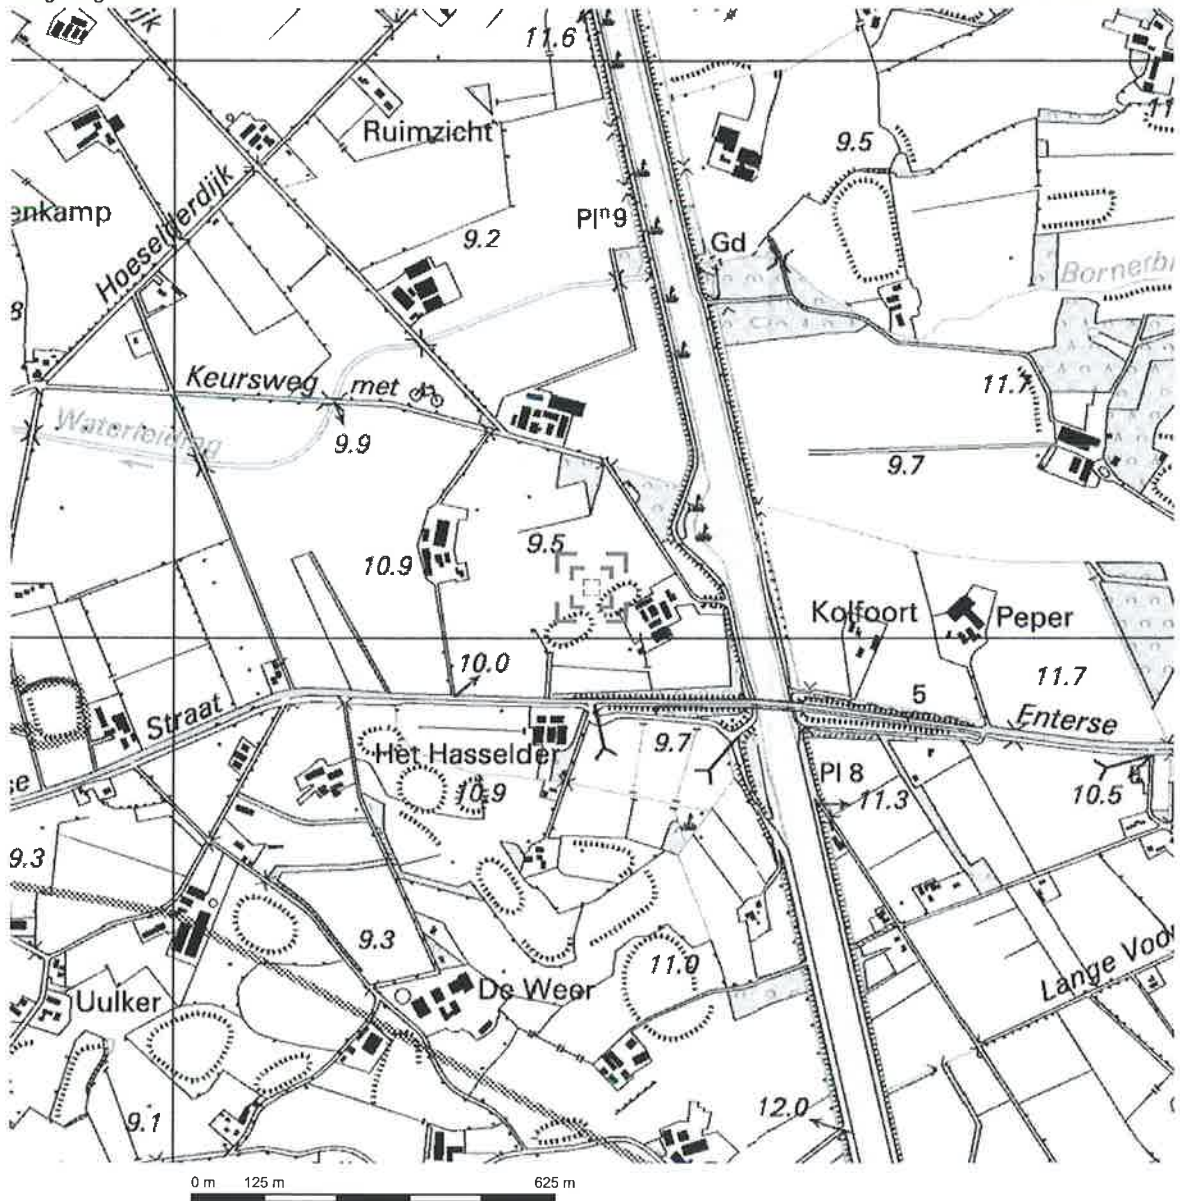 11.6
Ruimzicht
9.5
enkamp
Hoeselderdijk
9.2
Plⁿ9
Gd
8
Keursweg met
11.7
9.9
9.7
9.5
10.9
Kolfoort
Peper
10.0
11.7
5
Straat
Enterse
9.7
Het Hasselder
Pl 8
10.9
11.3
10.5
se
9.3
9.3
11.0
De Weer
Uulker
9.1
12.0
0 m 125 m 625 m